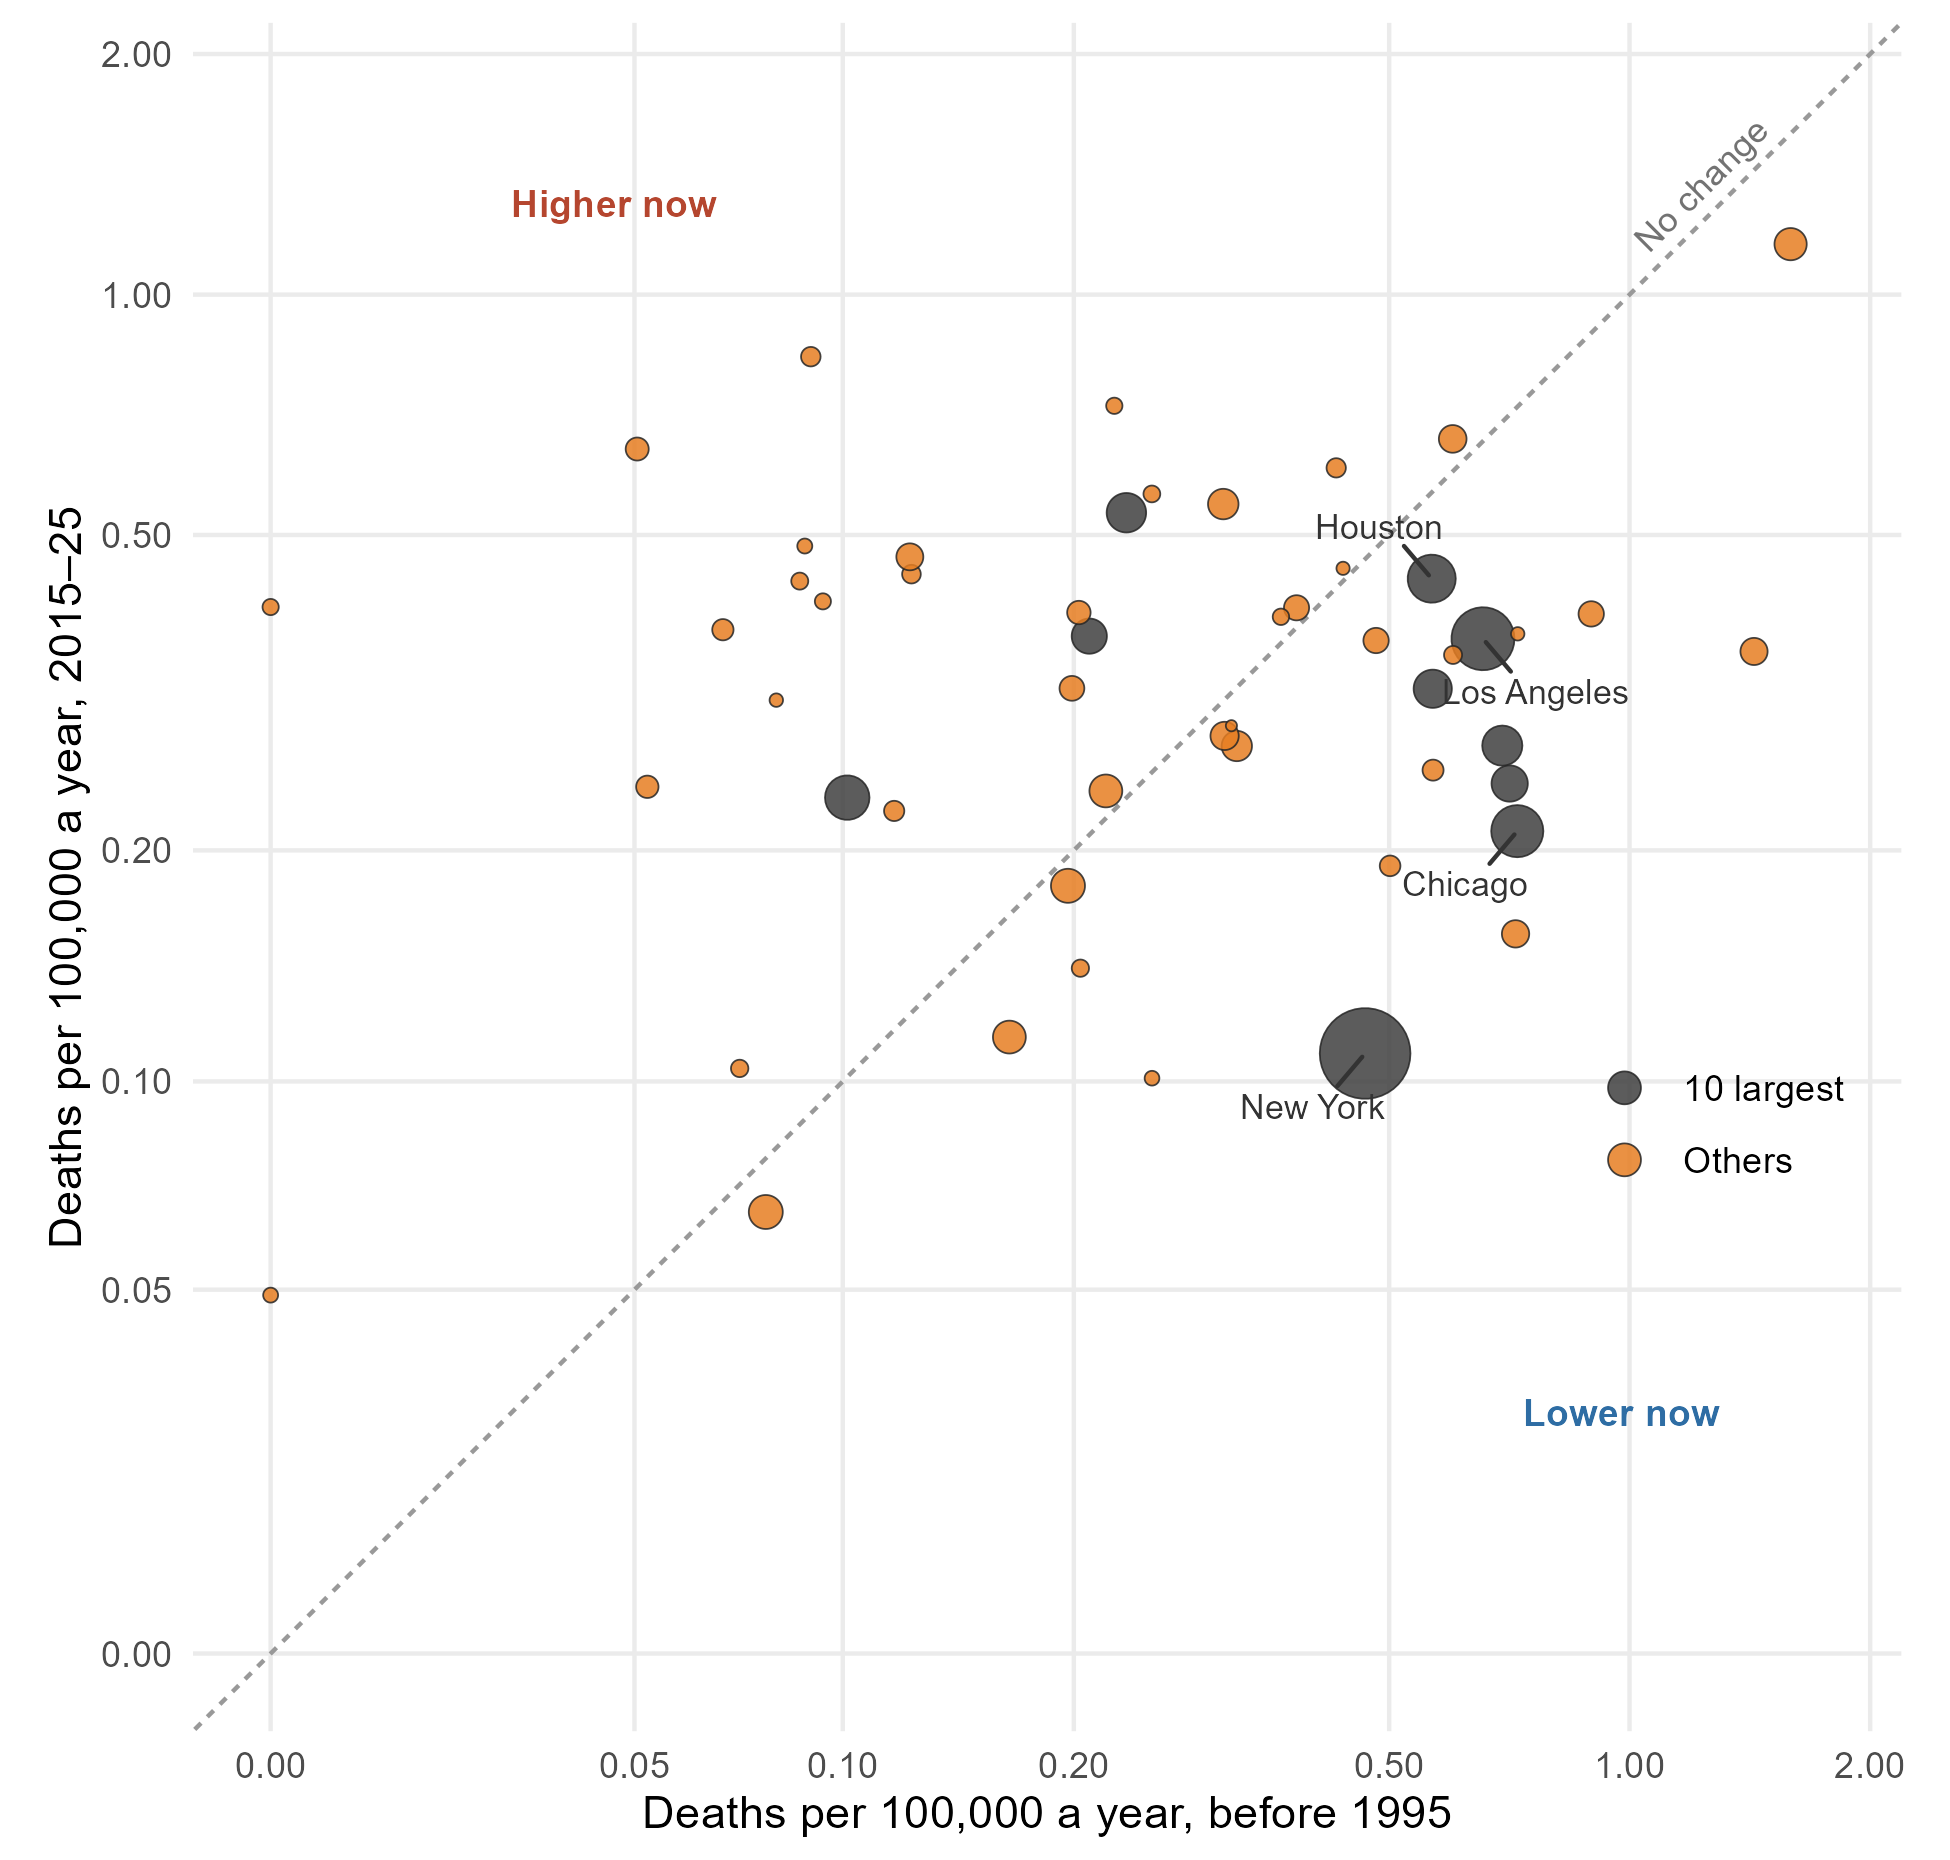 2.00
1.00
0.50
0.20
0.10
0.05
0.00
Deaths per 100,000 a year, 2015–25
Higher now
No change
Houston
Los Angeles
Chicago
New York
10 largest
Others
Lower now
0.00
0.05
0.10
0.20
0.50
1.00
2.00
Deaths per 100,000 a year, before 1995